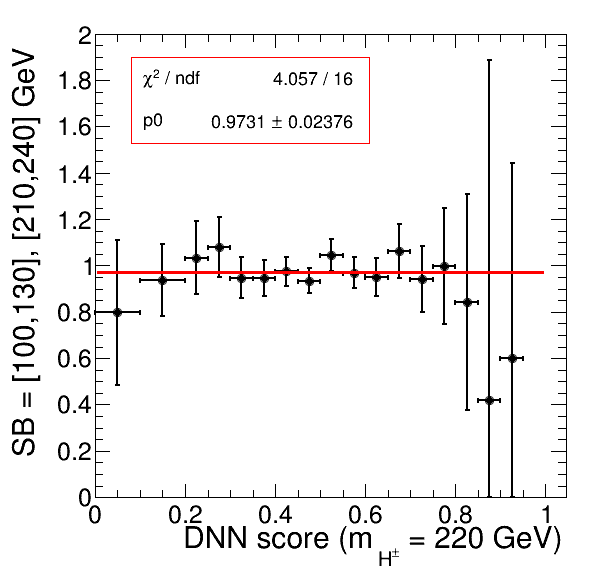 SB = [100,130], [210,240] GeV
χ² / ndf 4.057 / 16
p0 0.9731 ± 0.02376
2
1.8
1.6
1.4
1.2
1
0.8
0.6
0.4
0.2
0
0 0.2 0.4 0.6 0.8 1
DNN score (m_H± = 220 GeV)